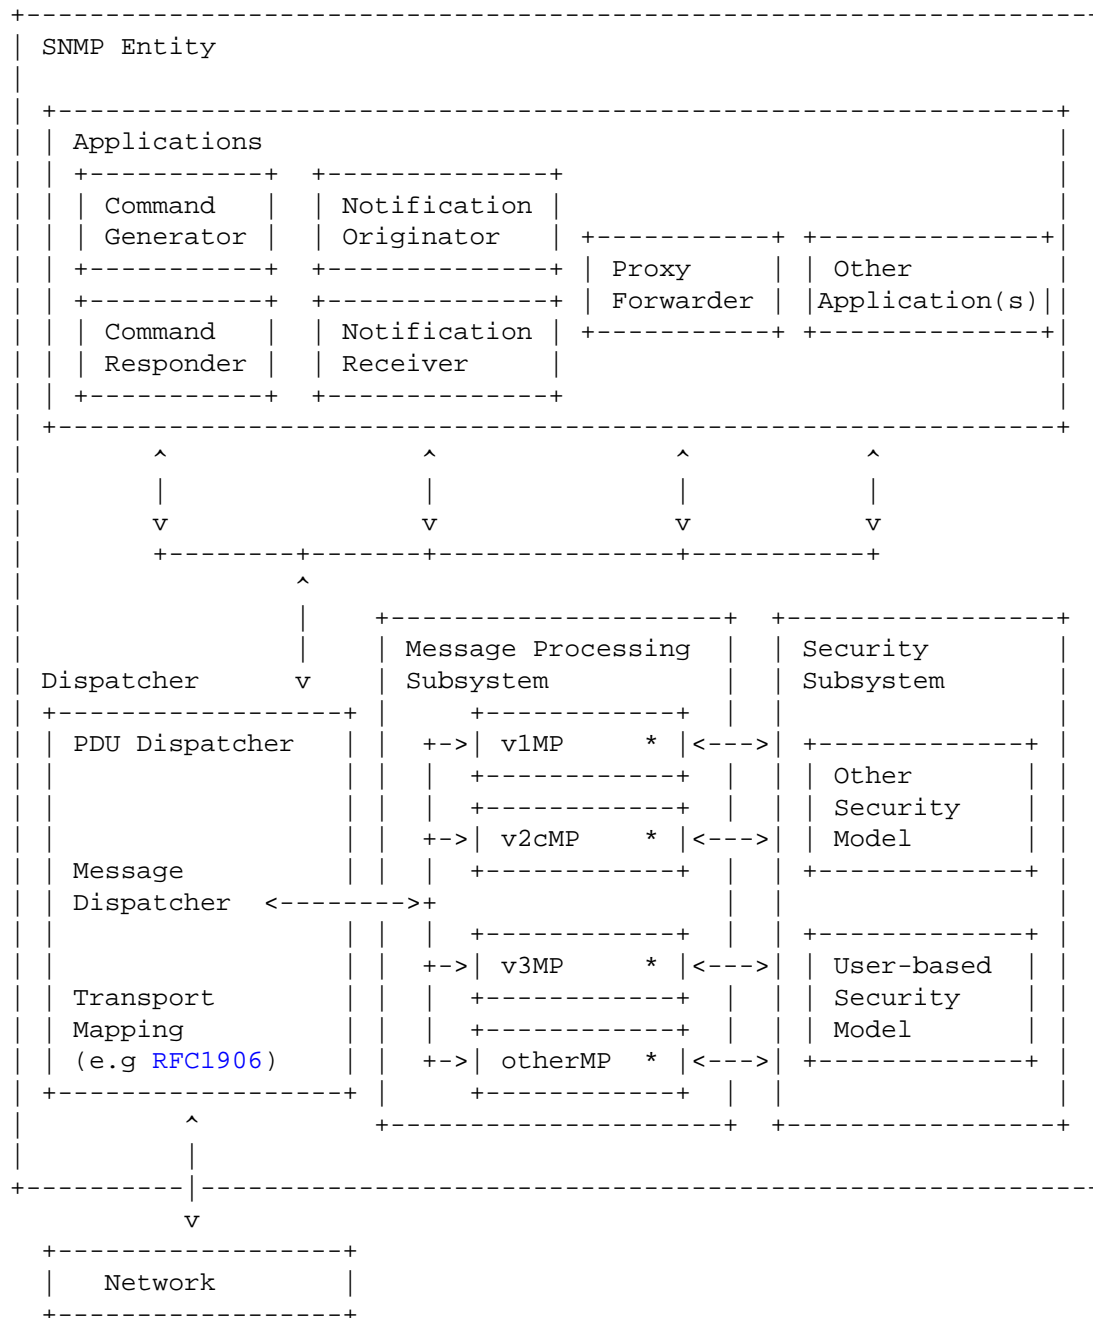 SNMP Entity
Applications
Command Generator
Notification Originator
Proxy Forwarder
Other Application(s)
Command Responder
Notification Receiver
Dispatcher
PDU Dispatcher
Message Dispatcher
Transport Mapping (e.g RFC1906)
Message Processing Subsystem
v1MP *
v2cMP *
v3MP *
otherMP *
Security Subsystem
Other Security Model
User-based Security Model
Network